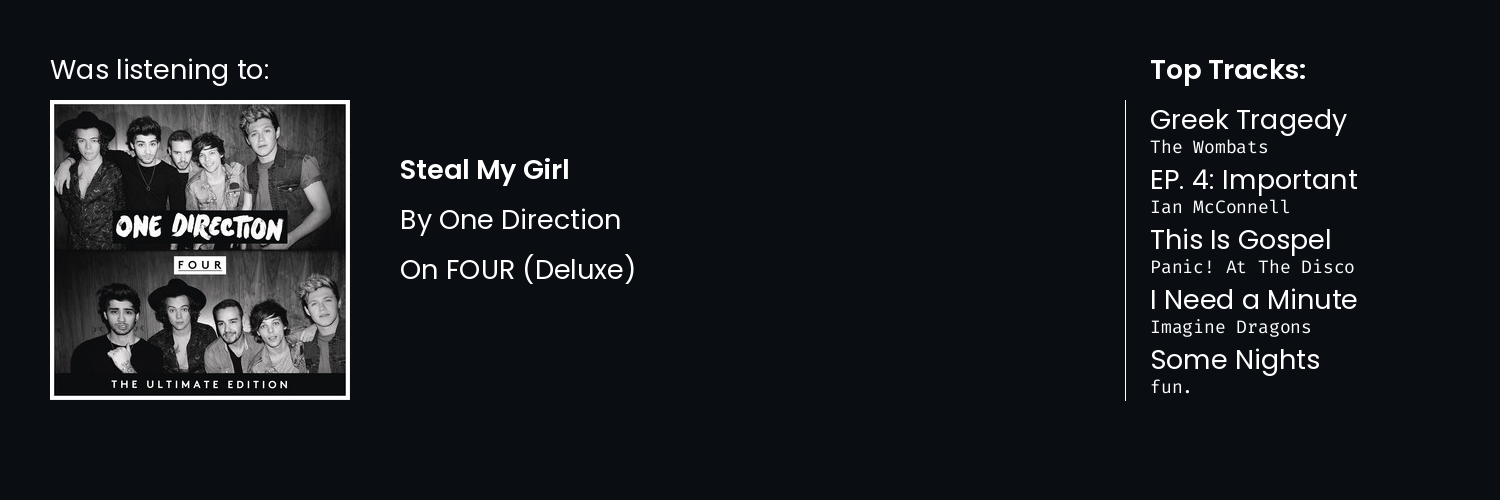 Was listening to:
ONE DIRECTION
FOUR
THE ULTIMATE EDITION
Steal My Girl
By One Direction
On FOUR (Deluxe)
Top Tracks:
Greek Tragedy
The Wombats
EP. 4: Important
Ian McConnell
This Is Gospel
Panic! At The Disco
I Need a Minute
Imagine Dragons
Some Nights
fun.